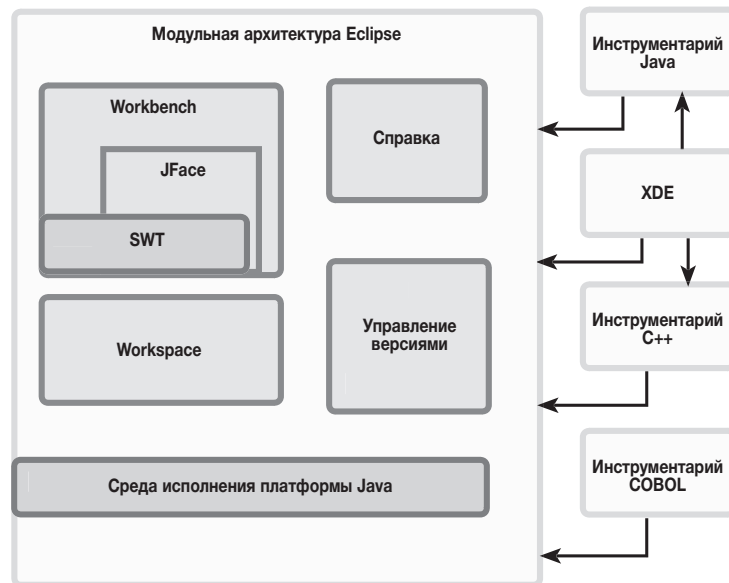 Модульная архитектура Eclipse
Workbench
JFace
SWT
Справка
Workspace
Управление
версиями
Среда исполнения платформы Java
Инструментарий
Java
XDE
Инструментарий
C++
Инструментарий
COBOL